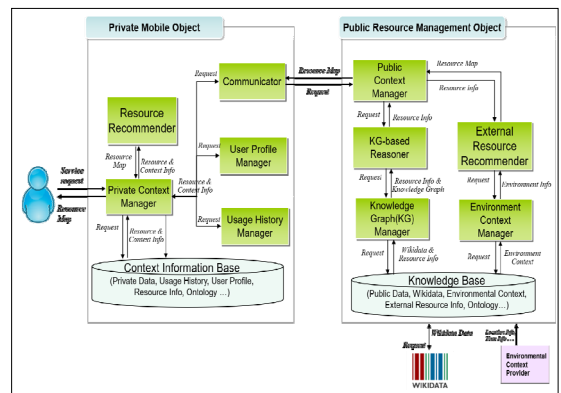 Private Mobile Object
Public Resource Management Object
Communicator
Request
Resource Map
Request
Public
Context
Manager
Resource Map
Resource Info
Resource
Recommender
Request
User Profile
Manager
Request
Resource Info
KG-based
Reasoner
External
Resource
Recommender
Resource
Map
Resource &
Context Info
Service
request
Resource
Map
Private Context
Manager
Resource &
Context Info
Request
Resource Info &
Knowledge Graph
Request
Environment Info
Request
Usage History
Manager
Knowledge
Graph(KG)
Manager
Environment
Context
Manager
Request
Resource &
Context Info
Request
Wikidata &
Resource info
Request
Environment
Context
Context Information Base
(Private Data, Usage History, User Profile,
Resource Info, Ontology …)
Knowledge Base
(Public Data, Wikidata, Environmental Context,
External Resource Info, Ontology…)
Request
Wikidata Data
Location Info,
Time Info…
WIKIDATA
Environmental
Context
Provider